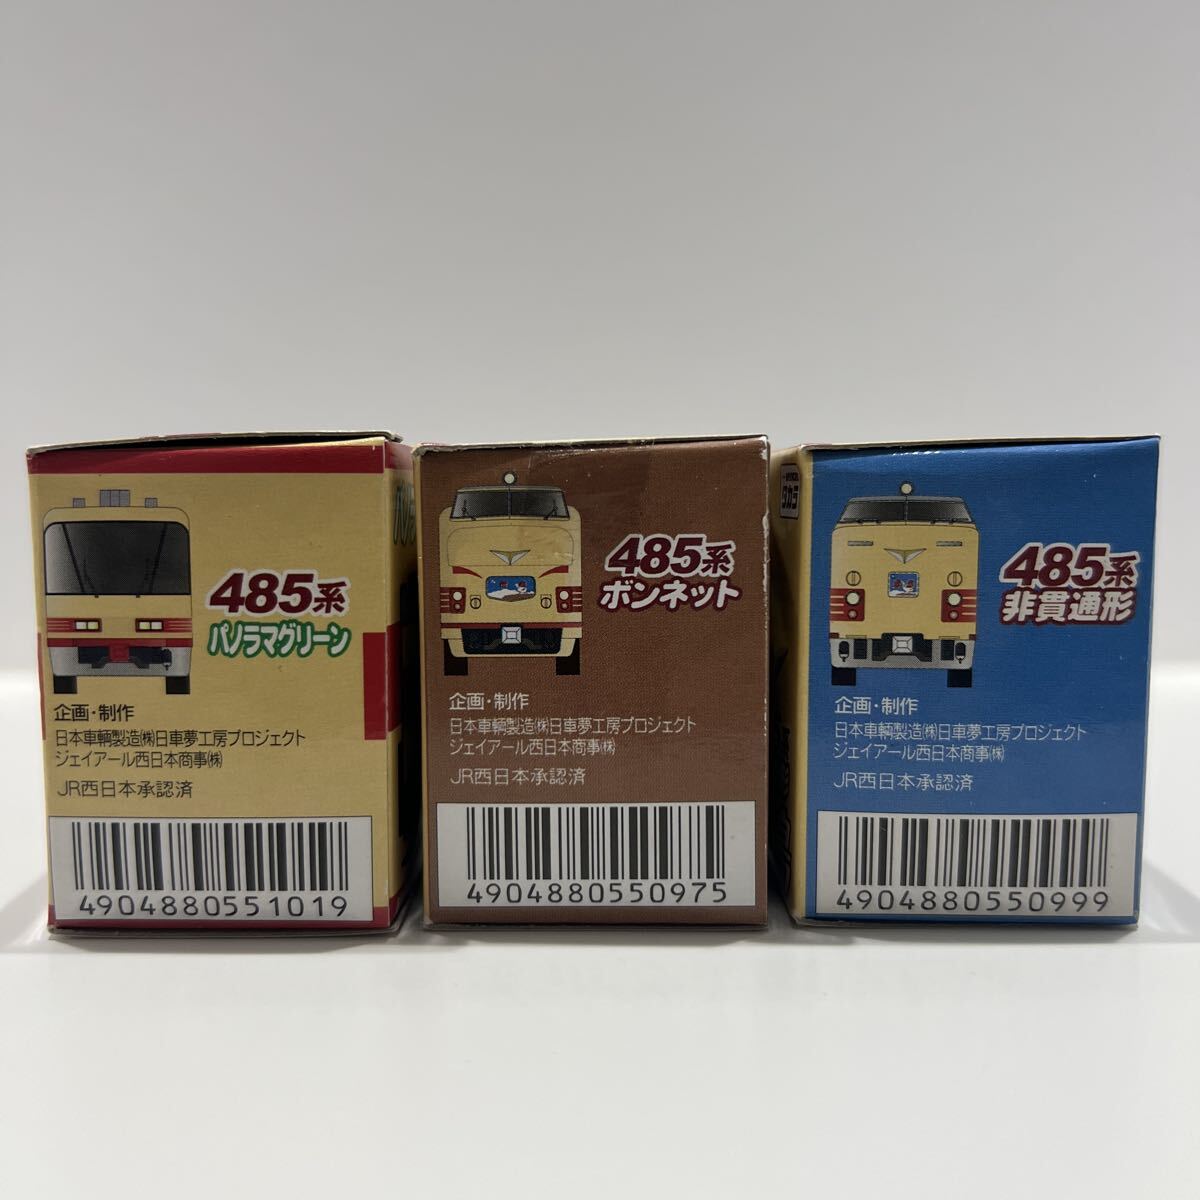 485系
パノラマグリーン
企画・制作
日本車輌製造㈱日車夢工房プロジェクト
ジェイアール西日本商事㈱
JR西日本承認済
4904880551019
485系
ボンネット
企画・制作
日本車輌製造㈱日車夢工房プロジェクト
ジェイアール西日本商事㈱
JR西日本承認済
4904880550975
タカラ
485系
非貫通形
企画・制作
日本車輌製造㈱日車夢工房プロジェクト
ジェイアール西日本商事㈱
JR西日本承認済
4904880550999